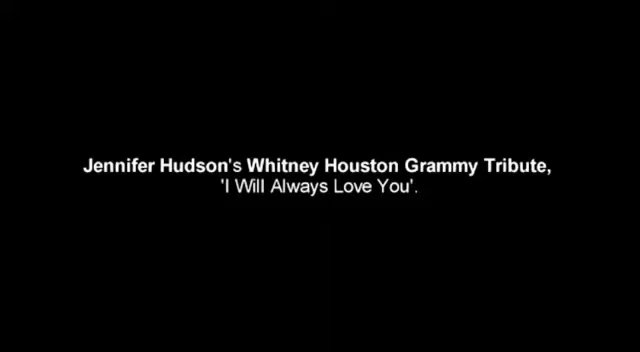 Jennifer Hudson's Whitney Houston Grammy Tribute,
'I Will Always Love You'.